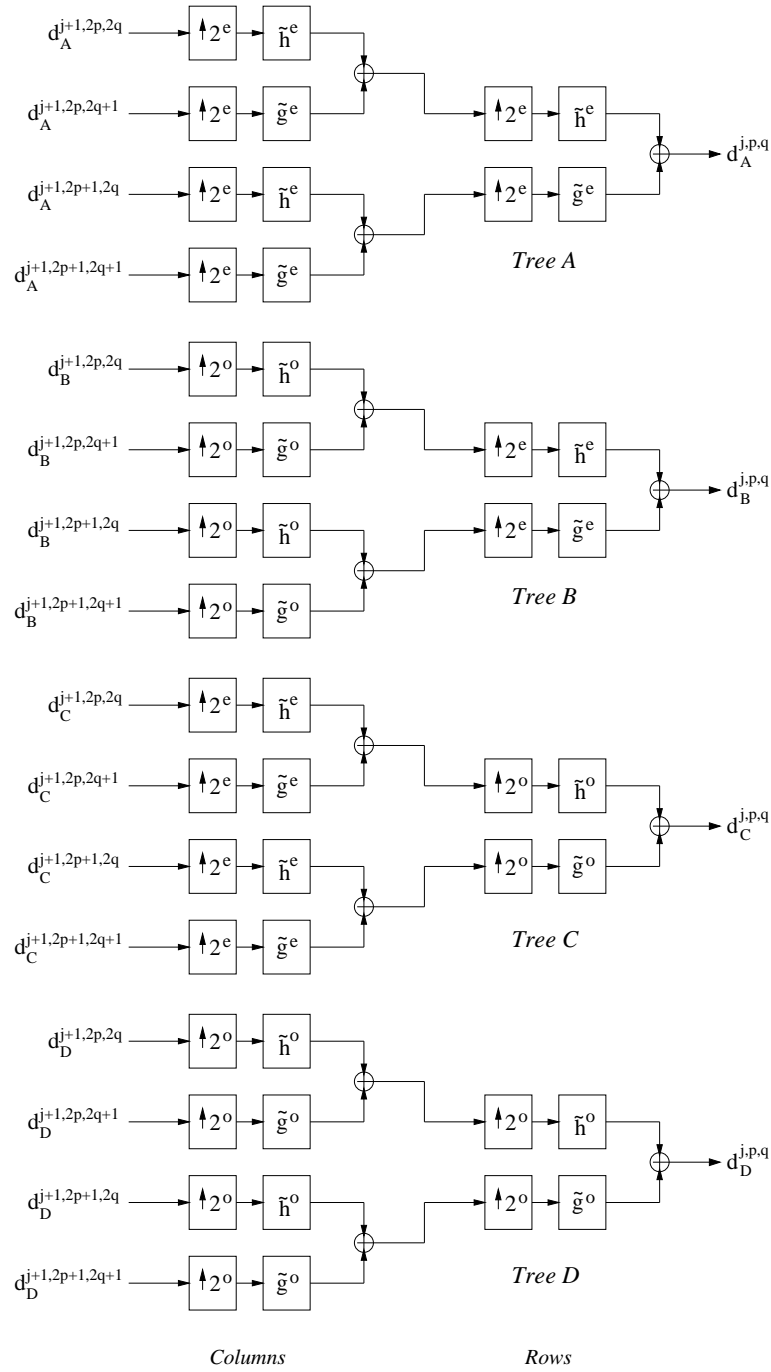 d_A^{j+1,2p,2q} ↑2^e h̃^e
d_A^{j+1,2p,2q+1} ↑2^e g̃^e ↑2^e h̃^e
d_A^{j,p,q}
d_A^{j+1,2p+1,2q} ↑2^e h̃^e ↑2^e g̃^e
d_A^{j+1,2p+1,2q+1} ↑2^e g̃^e Tree A
d_B^{j+1,2p,2q} ↑2^o h̃^o
d_B^{j+1,2p,2q+1} ↑2^o g̃^o ↑2^e h̃^e
d_B^{j,p,q}
d_B^{j+1,2p+1,2q} ↑2^o h̃^o ↑2^e g̃^e
d_B^{j+1,2p+1,2q+1} ↑2^o g̃^o Tree B
d_C^{j+1,2p,2q} ↑2^e h̃^e
d_C^{j+1,2p,2q+1} ↑2^e g̃^e ↑2^o h̃^o
d_C^{j,p,q}
d_C^{j+1,2p+1,2q} ↑2^e h̃^e ↑2^o g̃^o
d_C^{j+1,2p+1,2q+1} ↑2^e g̃^e Tree C
d_D^{j+1,2p,2q} ↑2^o h̃^o
d_D^{j+1,2p,2q+1} ↑2^o g̃^o ↑2^o h̃^o
d_D^{j,p,q}
d_D^{j+1,2p+1,2q} ↑2^o h̃^o ↑2^o g̃^o
d_D^{j+1,2p+1,2q+1} ↑2^o g̃^o Tree D
Columns Rows